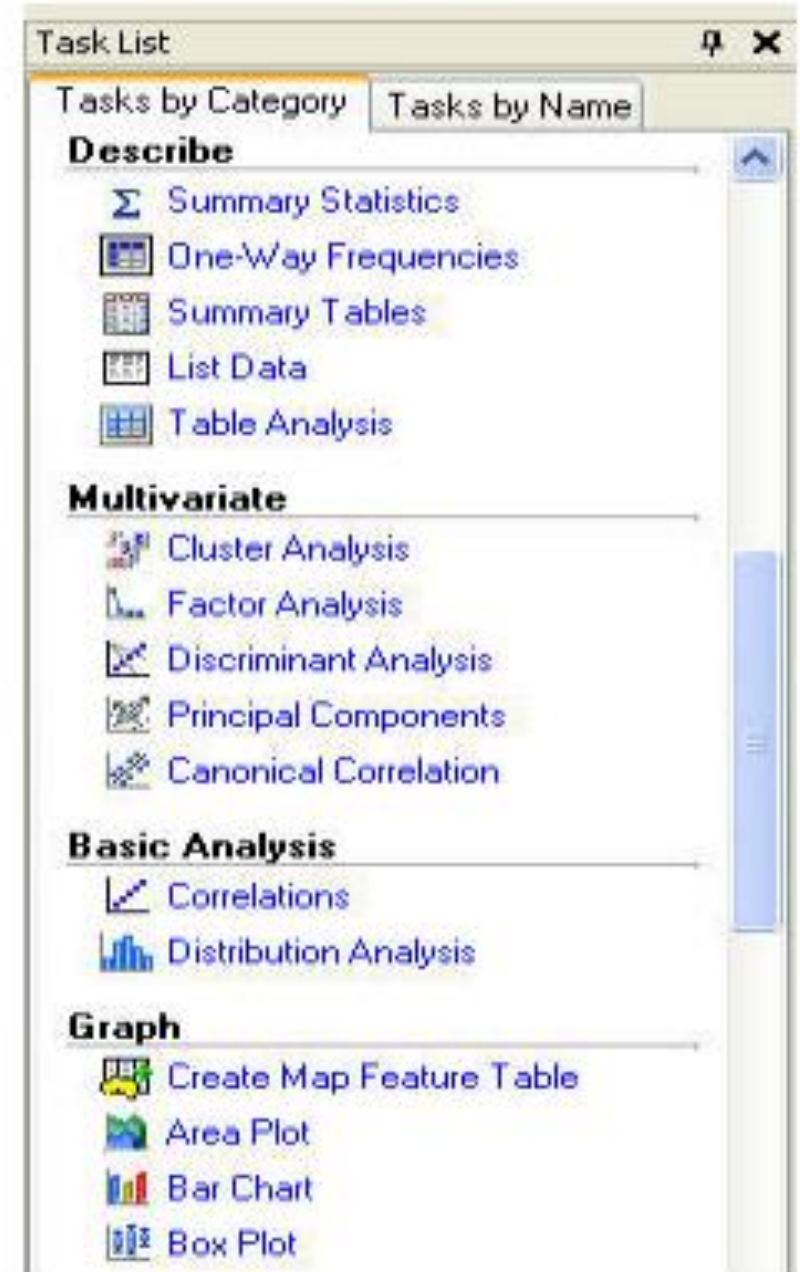 Task List
Tasks by Category Tasks by Name
Describe
Σ Summary Statistics
One-Way Frequencies
Summary Tables
List Data
Table Analysis
Multivariate
Cluster Analysis
Factor Analysis
Discriminant Analysis
Principal Components
Canonical Correlation
Basic Analysis
Correlations
Distribution Analysis
Graph
Create Map Feature Table
Area Plot
Bar Chart
Box Plot